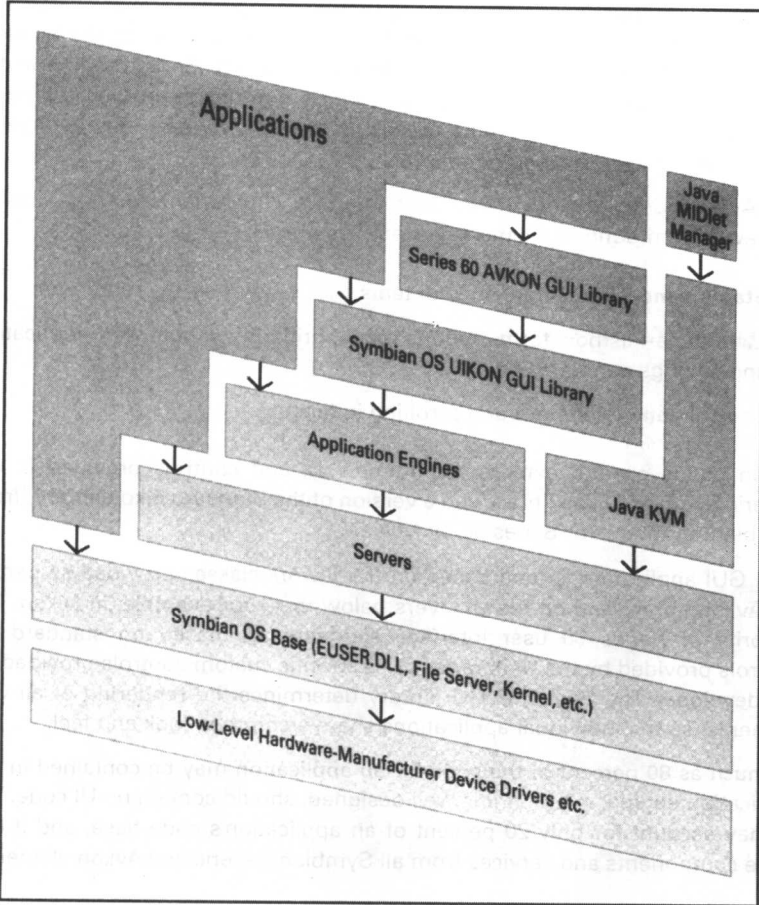 Applications
Java
MIDlet
Manager
Series 60 AVKON GUI Library
Symbian OS UIKON GUI Library
Application Engines
Java KVM
Servers
Symbian OS Base (EUSER.DLL, File Server, Kernel, etc.)
Low-Level Hardware-Manufacturer Device Drivers etc.